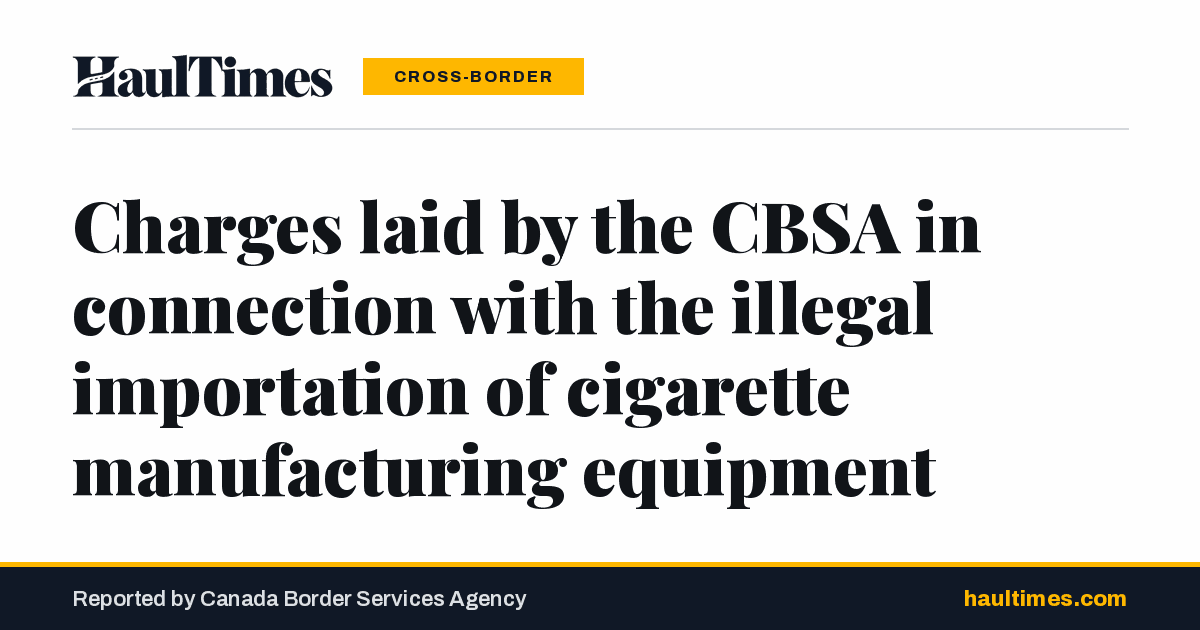 HaulTimes
CROSS-BORDER
Charges laid by the CBSA in
connection with the illegal
importation of cigarette
manufacturing equipment
Reported by Canada Border Services Agency
haultimes.com